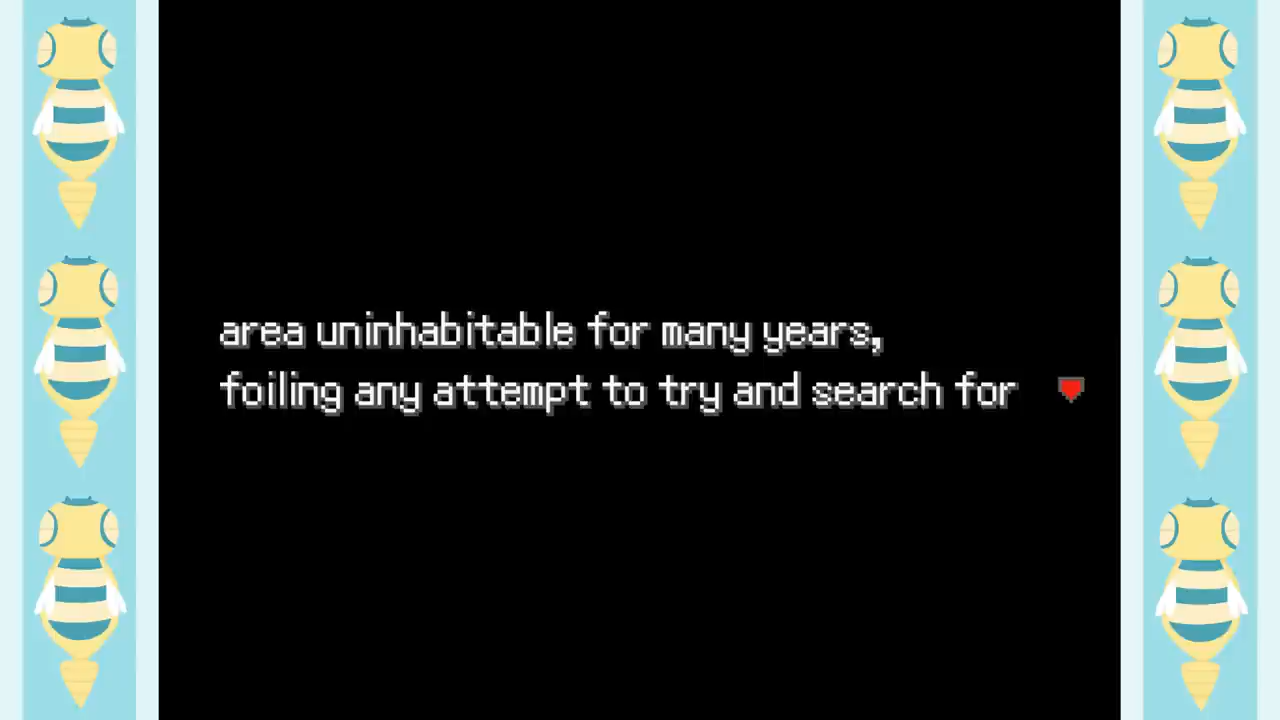 area uninhabitable for many years,
foiling any attempt to try and search for